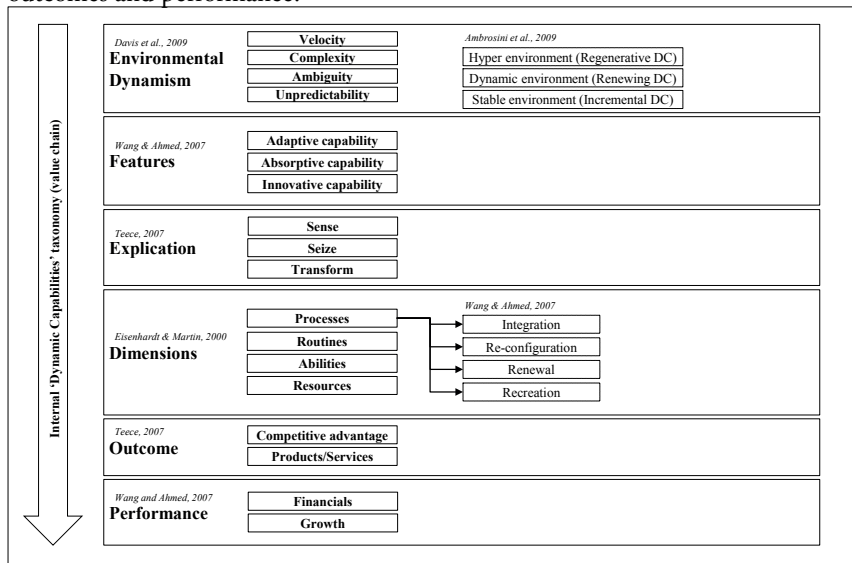 outcomes and performance.
Internal 'Dynamic Capabilities' taxonomy (value chain)
Davis et al., 2009
Environmental
Dynamism
Velocity
Complexity
Ambiguity
Unpredictability
Ambrosini et al., 2009
Hyper environment (Regenerative DC)
Dynamic environment (Renewing DC)
Stable environment (Incremental DC)
Wang & Ahmed, 2007
Features
Adaptive capability
Absorptive capability
Innovative capability
Teece, 2007
Explication
Sense
Seize
Transform
Eisenhardt & Martin, 2000
Dimensions
Processes
Routines
Abilities
Resources
Wang & Ahmed, 2007
Integration
Re-configuration
Renewal
Recreation
Teece, 2007
Outcome
Competitive advantage
Products/Services
Wang and Ahmed, 2007
Performance
Financials
Growth